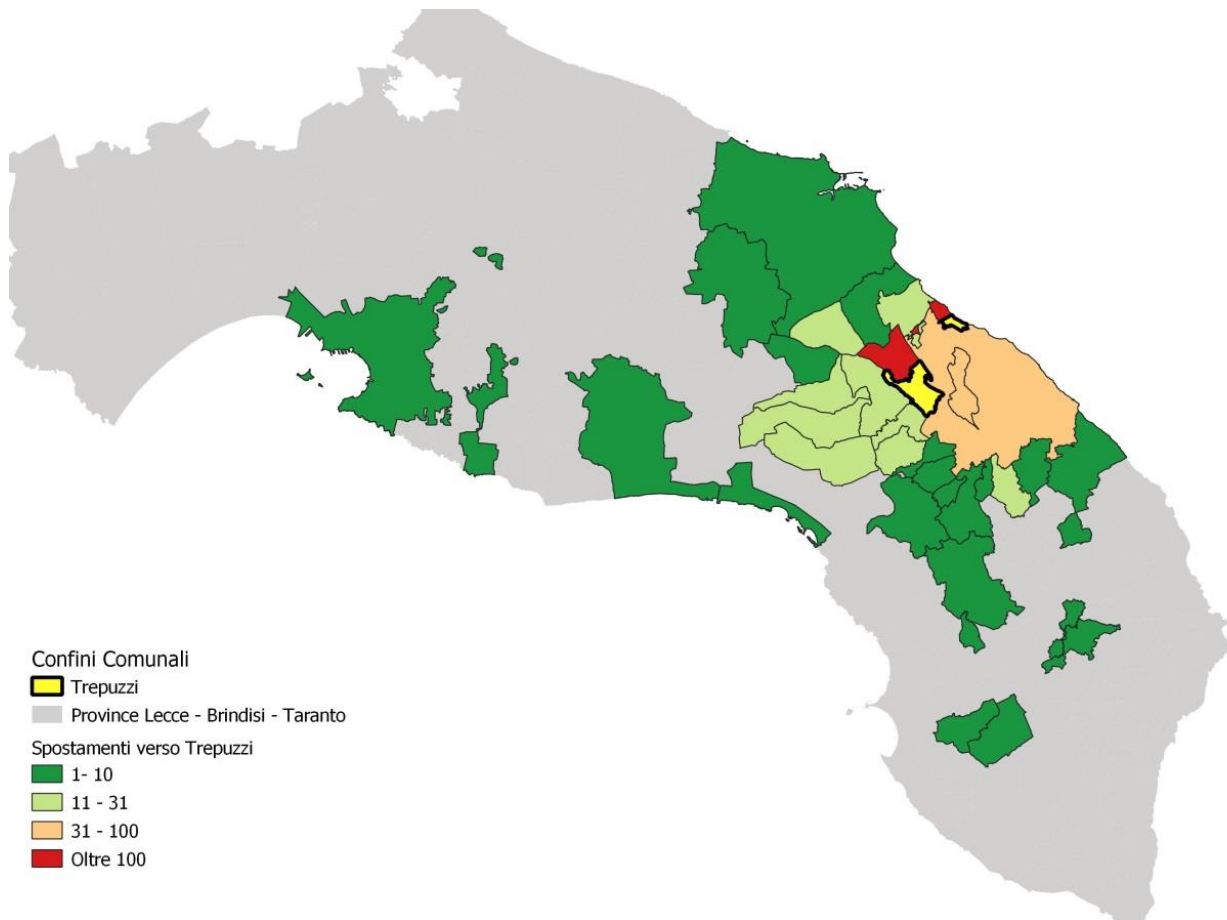 Confini Comunali
Trepuzzi
Province Lecce - Brindisi - Taranto
Spostamenti verso Trepuzzi
1- 10
11 - 31
31 - 100
Oltre 100